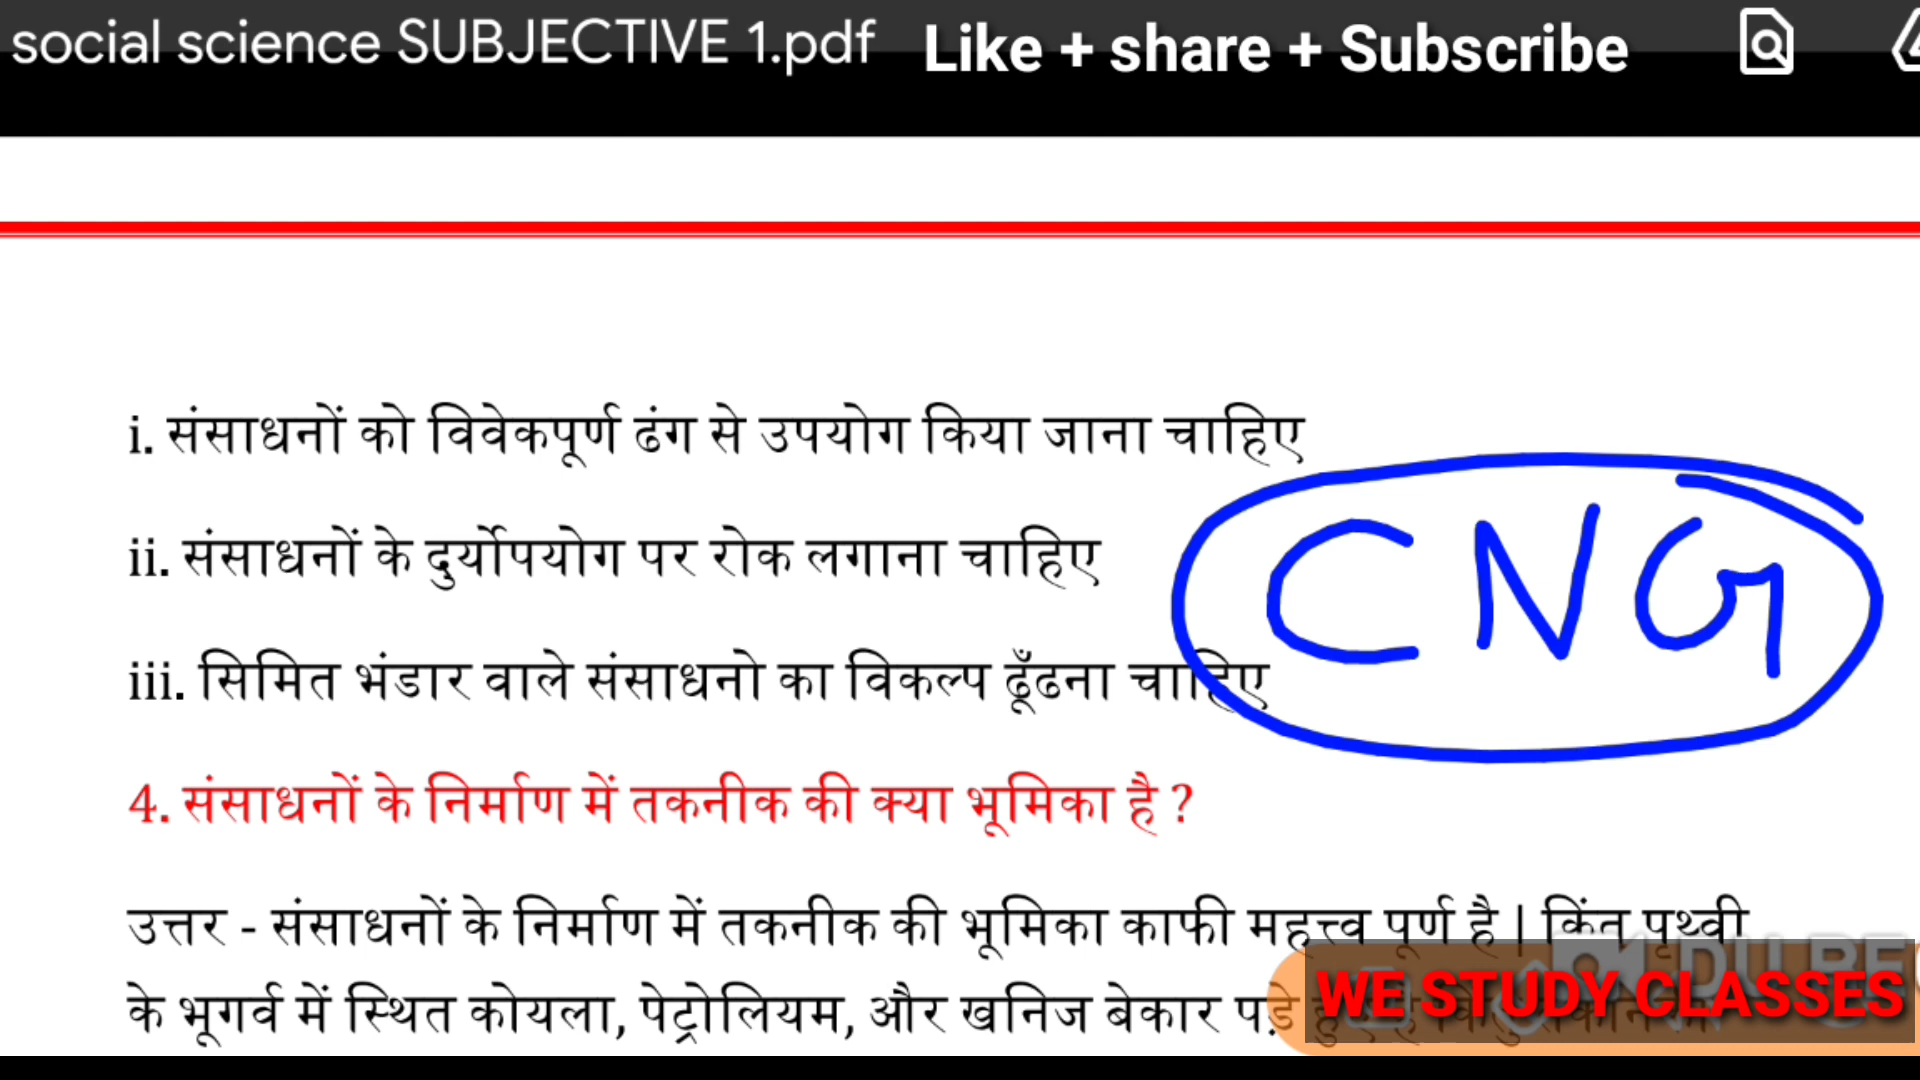 social science SUBJECTIVE 1.pdf Like + share + Subscribe
i. संसाधनों को विवेकपूर्ण ढंग से उपयोग किया जाना चाहिए
CNG
ii. संसाधनों के दुर्योपयोग पर रोक लगाना चाहिए
iii. सिमित भंडार वाले संसाधनो का विकल्प ढूँढना चाहिए
4. संसाधनों के निर्माण में तकनीक की क्या भूमिका है ?
उत्तर - संसाधनों के निर्माण में तकनीक की भूमिका काफी महत्त्व पूर्ण है | किंतु पृथ्वी
के भूगर्व में स्थित कोयला, पेट्रोलियम, और खनिज बेकार पड़े
WE STUDY CLASSES